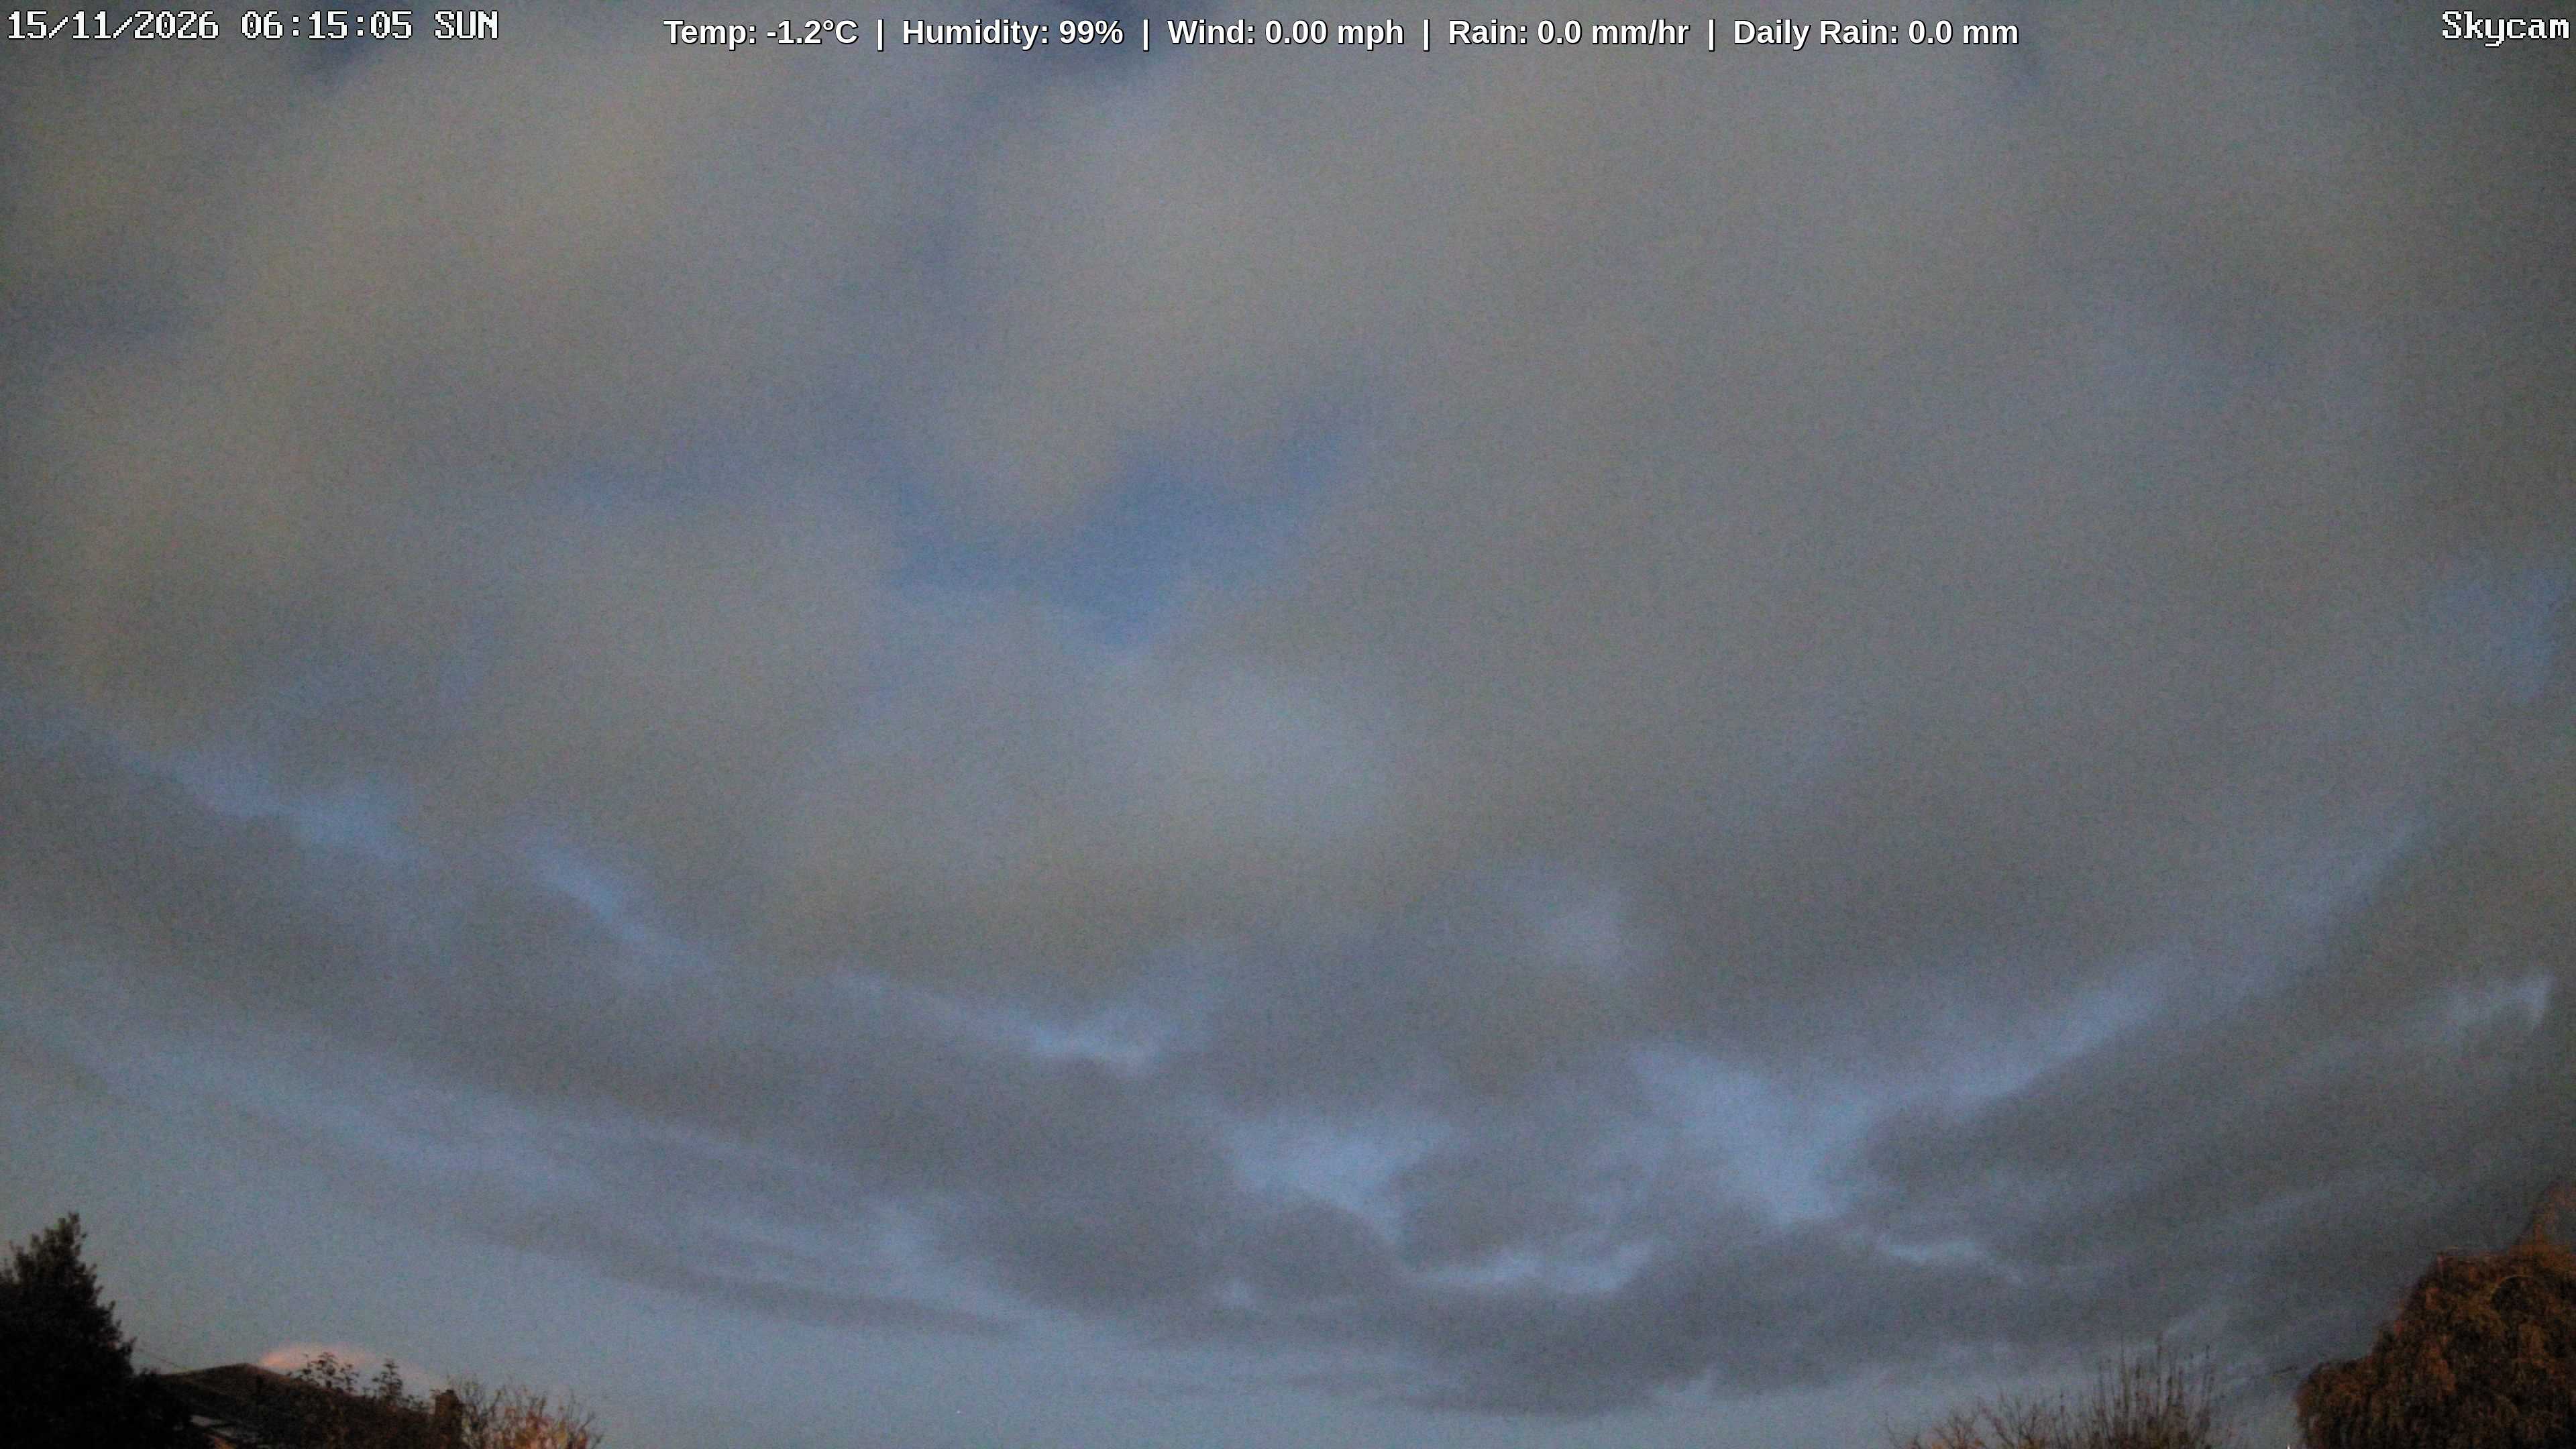 15/11/2026 06:15:05 SUN
Temp: -1.2°C | Humidity: 99% | Wind: 0.00 mph | Rain: 0.0 mm/hr | Daily Rain: 0.0 mm
Skycam